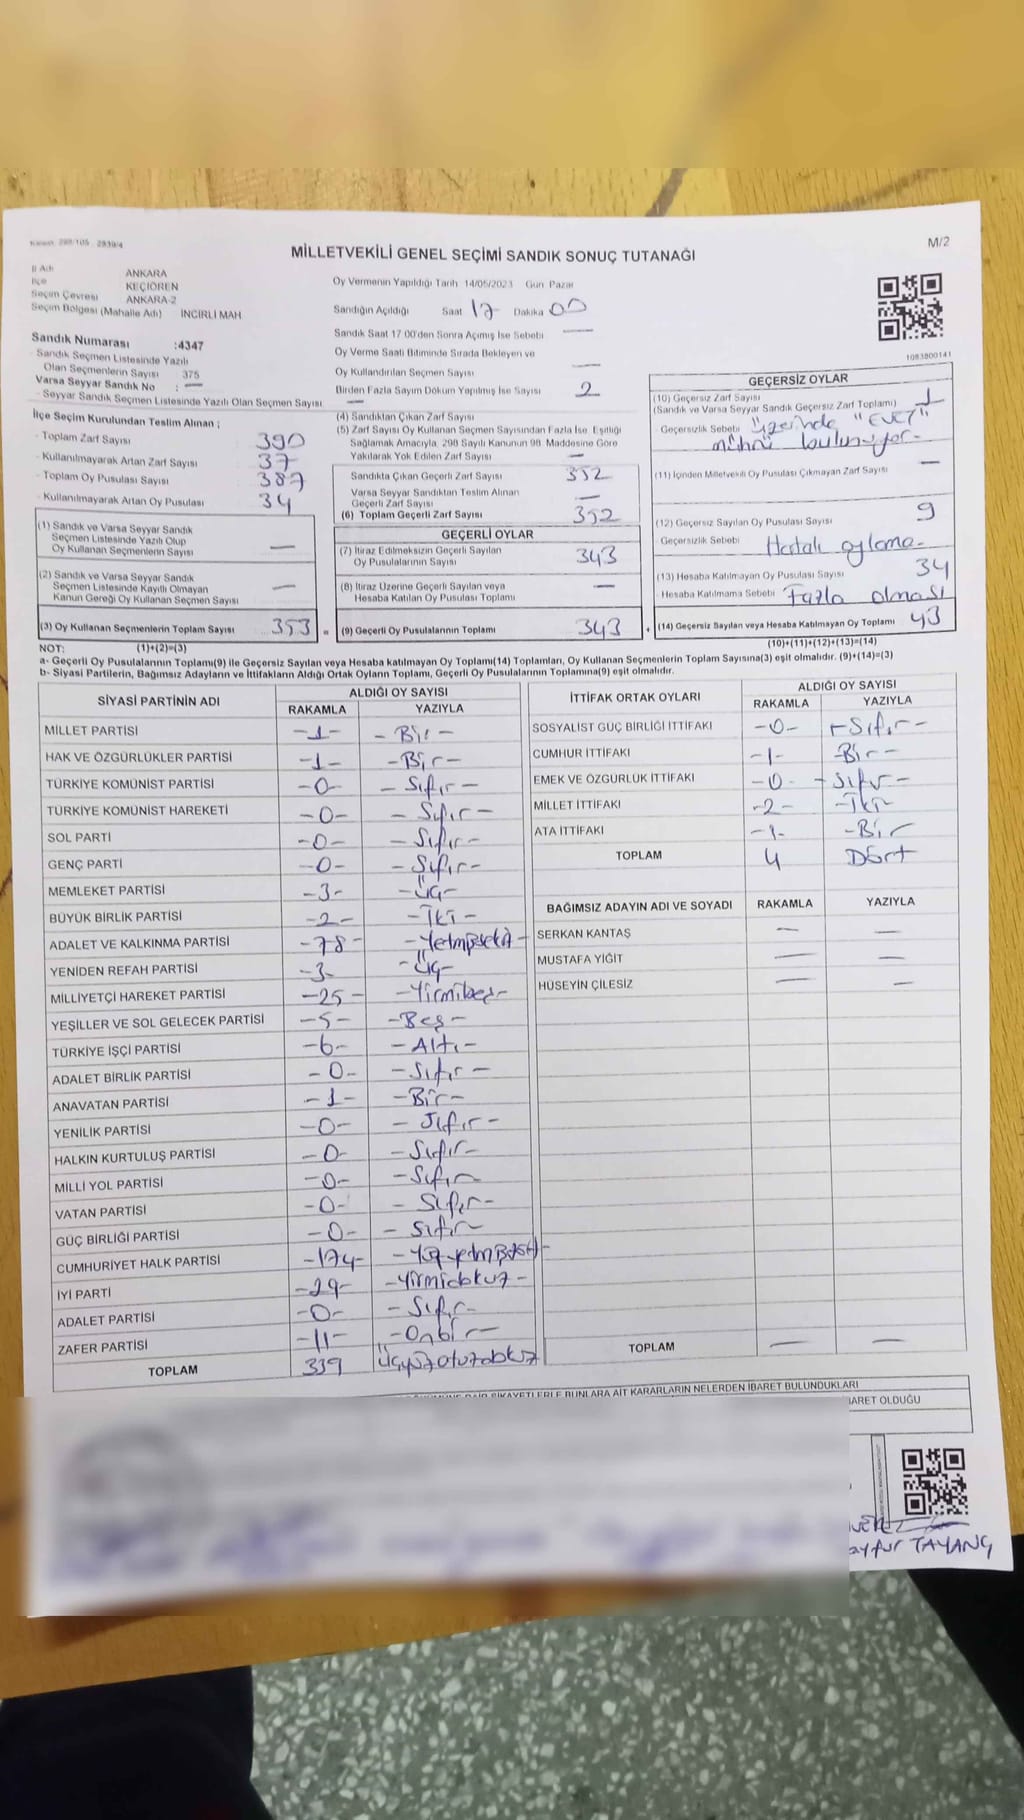 Kanun: 298/105 - 2839/4
M/2
MİLLETVEKİLİ GENEL SEÇİMİ SANDIK SONUÇ TUTANAĞI
İl Adı ANKARA
İlçe KEÇİÖREN
Seçim Çevresi ANKARA-2
Seçim Bölgesi (Mahalle Adı) İNCİRLİ MAH
Sandık Numarası :4347
- Sandık Seçmen Listesinde Yazılı
Olan Seçmenlerin Sayısı 375
Varsa Seyyar Sandık No : —
- Seyyar Sandık Seçmen Listesinde Yazılı Olan Seçmen Sayısı —
İlçe Seçim Kurulundan Teslim Alınan ;
- Toplam Zarf Sayısı 390
- Kullanılmayarak Artan Zarf Sayısı 37
- Toplam Oy Pusulası Sayısı 387
- Kullanılmayarak Artan Oy Pusulası 34
(1) Sandık ve Varsa Seyyar Sandık
Seçmen Listesinde Yazılı Olup
Oy Kullanan Seçmenlerin Sayısı —
(2) Sandık ve Varsa Seyyar Sandık
Seçmen Listesinde Kayıtlı Olmayan
Kanun Gereği Oy Kullanan Seçmen Sayısı —
(3) Oy Kullanan Seçmenlerin Toplam Sayısı 353 =
Oy Vermenin Yapıldığı Tarih 14/05/2023 Gün Pazar
Sandığın Açıldığı Saat 17 Dakika 00
Sandık Saat 17 00'den Sonra Açımış İse Sebebi —
Oy Verme Saati Bitiminde Sırada Bekleyen ve
Oy Kullandırılan Seçmen Sayısı —
Birden Fazla Sayım Döküm Yapılmış İse Sayısı 2
(4) Sandıktan Çıkan Zarf Sayısı
(5) Zarf Sayısı Oy Kullanan Seçmen Sayısından Fazla İse, Eşitliği
Sağlamak Amacıyla, 298 Sayılı Kanunun 98. Maddesine Göre
Yakılarak Yok Edilen Zarf Sayısı —
Sandıkta Çıkan Geçerli Zarf Sayısı 352
Varsa Seyyar Sandıktan Teslim Alınan
Geçerli Zarf Sayısı —
(6) Toplam Geçerli Zarf Sayısı 352
GEÇERLİ OYLAR
(7) İtiraz Edilmeksizin Geçerli Sayılan
Oy Pusulalarının Sayısı 343
(8) İtiraz Üzerine Geçerli Sayılan veya
Hesaba Katılan Oy Pusulası Toplamı —
(9) Geçerli Oy Pusulalarının Toplamı 343 +
1083800141
GEÇERSİZ OYLAR
(10) Geçersiz Zarf Sayısı
(Sandık ve Varsa Seyyar Sandık Geçersiz Zarf Toplamı) 1
Geçersizlik Sebebi üzerinde "EVET"
mührü bulunuyor-
(11) İçinden Milletvekili Oy Pusulası Çıkmayan Zarf Sayısı —
(12) Geçersiz Sayılan Oy Pusulası Sayısı 9
Geçersizlik Sebebi Hatalı oylama-
(13) Hesaba Katılmayan Oy Pusulası Sayısı 34
- Hesaba Katılmama Sebebi Fazla olması
(14) Geçersiz Sayılan veya Hesaba Katılmayan Oy Toplamı 43
NOT: (1)+(2)=(3) (10)+(11)+(12)+(13)=(14)
a- Geçerli Oy Pusulalarının Toplamı(9) ile Geçersiz Sayılan veya Hesaba katılmayan Oy Toplamı(14) Toplamları, Oy Kullanan Seçmenlerin Toplam Sayısına(3) eşit olmalıdır. (9)+(14)=(3)
b- Siyasi Partilerin, Bağımsız Adayların ve İttifakların Aldığı Ortak Oyların Toplamı, Geçerli Oy Pusulalarının Toplamına(9) eşit olmalıdır.
SİYASİ PARTİNİN ADI ALDIĞI OY SAYISI
RAKAMLA YAZIYLA
MİLLET PARTİSİ -1- -Bir-
HAK VE ÖZGÜRLÜKLER PARTİSİ -1- -Bir-
TÜRKİYE KOMÜNİST PARTİSİ -0- -Sıfır-
TÜRKİYE KOMÜNİST HAREKETİ -0- -Sıfır-
SOL PARTİ -0- -Sıfır-
GENÇ PARTİ -0- -Sıfır-
MEMLEKET PARTİSİ -3- -Üç-
BÜYÜK BİRLİK PARTİSİ -2- -İki-
ADALET VE KALKINMA PARTİSİ -78- -Yetmişsekiz-
YENİDEN REFAH PARTİSİ -3- -Üç-
MİLLİYETÇİ HAREKET PARTİSİ -25- -Yirmibeş-
YEŞİLLER VE SOL GELECEK PARTİSİ -5- -Beş-
TÜRKİYE İŞÇİ PARTİSİ -6- -Altı-
ADALET BİRLİK PARTİSİ -0- -Sıfır-
ANAVATAN PARTİSİ -1- -Bir-
YENİLİK PARTİSİ -0- -Sıfır-
HALKIN KURTULUŞ PARTİSİ -0- -Sıfır-
MİLLİ YOL PARTİSİ -0- -Sıfır
VATAN PARTİSİ -0- -Sıfır-
GÜÇ BİRLİĞİ PARTİSİ -0- -Sıfır-
CUMHURİYET HALK PARTİSİ -174-
İYİ PARTİ -29- -Yirmidokuz-
ADALET PARTİSİ -0- -Sıfır-
ZAFER PARTİSİ -11- -Onbir-
TOPLAM 339 Üçyüzotuzdokuz
İTTİFAK ORTAK OYLARI ALDIĞI OY SAYISI
RAKAMLA YAZIYLA
SOSYALİST GÜÇ BİRLİĞİ İTTİFAKI -0- -Sıfır-
CUMHUR İTTİFAKI -1- -Bir-
EMEK VE ÖZGÜRLÜK İTTİFAKI -0- -Sıfır-
MİLLET İTTİFAKI -2- -İki-
ATA İTTİFAKI -1- -Bir
TOPLAM 4 Dört
BAĞIMSIZ ADAYIN ADI VE SOYADI RAKAMLA YAZIYLA
SERKAN KANTAŞ — —
MUSTAFA YİĞİT — —
HÜSEYİN ÇİLESİZ — —
TOPLAM — —
ŞİKAYETLERLE BUNLARA AİT KARARLARIN NELERDEN İBARET BULUNDUKLARI
İBARET OLDUĞU
ayfur TAYANÇ